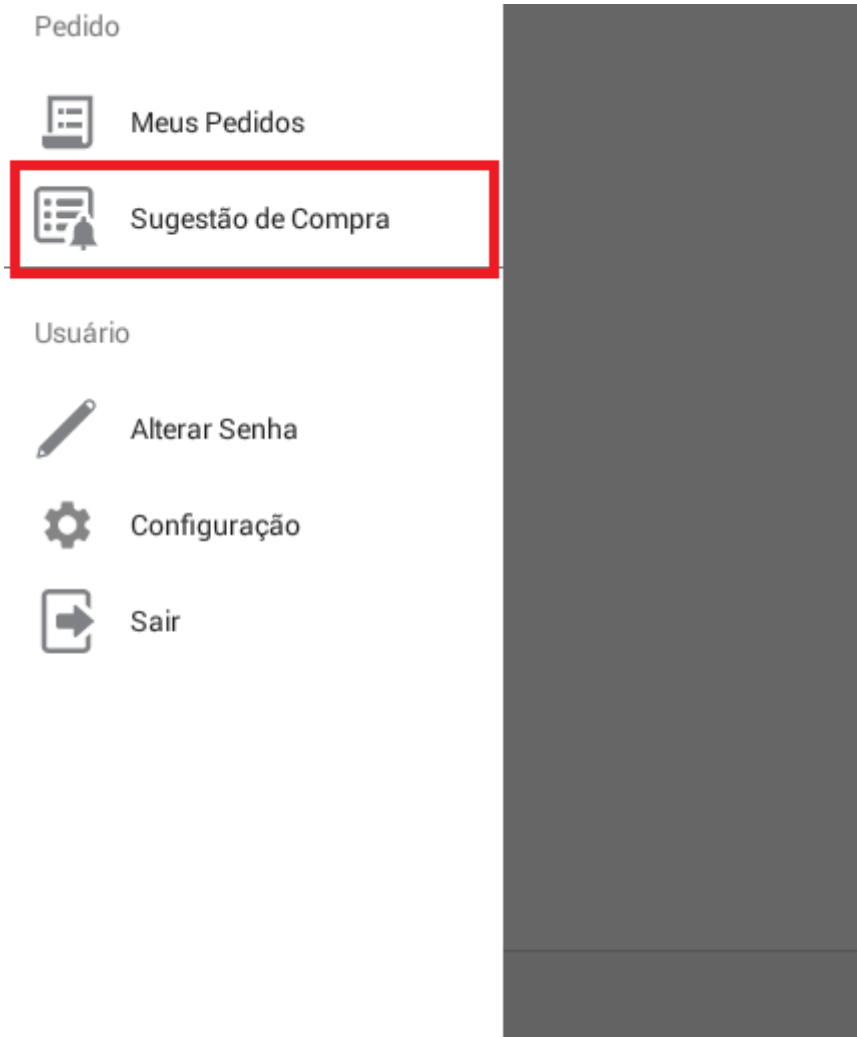 Pedido
Meus Pedidos
Sugestão de Compra
Usuário
Alterar Senha
Configuração
Sair